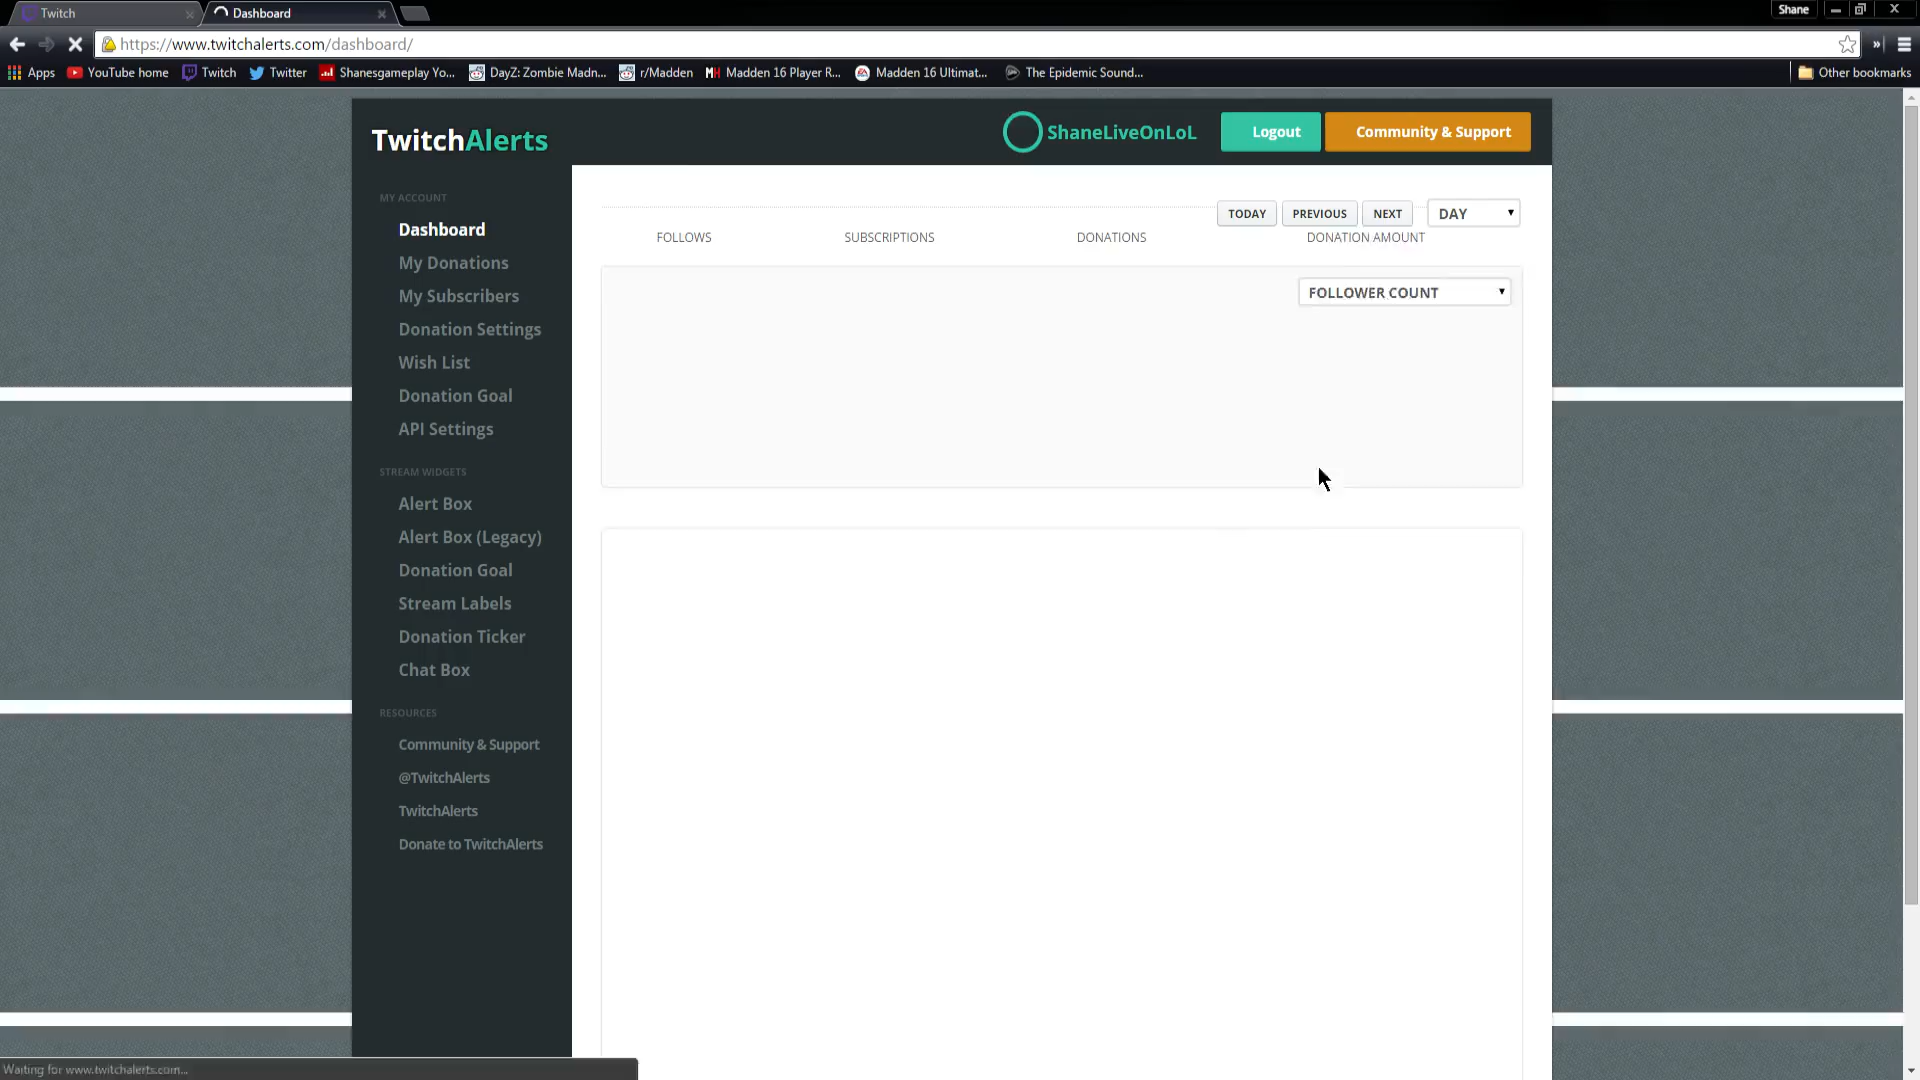 Twitch
Dashboard
Shane
https://www.twitchalerts.com/dashboard/
»
Apps
YouTube home
Twitch
Twitter
Shanesgameplay Yo...
DayZ: Zombie Madn...
r/Madden
Madden 16 Player R...
Madden 16 Ultimat...
The Epidemic Sound...
Other bookmarks
TwitchAlerts
ShaneLiveOnLoL
Logout
Community & Support
MY ACCOUNT
Dashboard
My Donations
My Subscribers
Donation Settings
Wish List
Donation Goal
API Settings
STREAM WIDGETS
Alert Box
Alert Box (Legacy)
Donation Goal
Stream Labels
Donation Ticker
Chat Box
RESOURCES
Community & Support
@TwitchAlerts
TwitchAlerts
Donate to TwitchAlerts
TODAY
PREVIOUS
NEXT
DAY
FOLLOWS
SUBSCRIPTIONS
DONATIONS
DONATION AMOUNT
FOLLOWER COUNT
Waiting for www.twitchalerts.com...